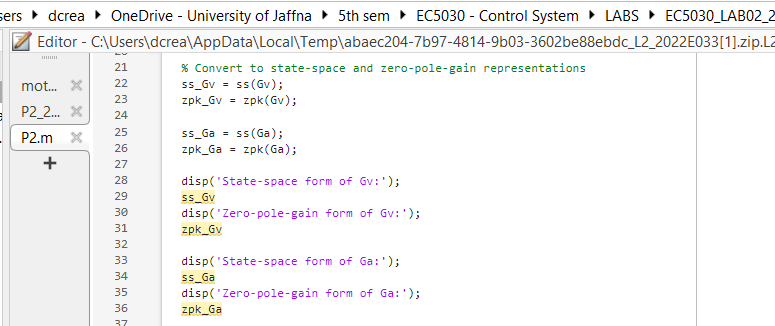 sers ▸ dcrea ▸ OneDrive - University of Jaffna ▸ 5th sem ▸ EC5030 - Control System ▸ LABS ▸ EC5030_LAB02_2
Editor - C:\Users\dcrea\AppData\Local\Temp\abaec204-7b97-4814-9b03-3602be88ebdc_L2_2022E033[1].zip.L2
mot...
P2_2...
P2.m
21 % Convert to state-space and zero-pole-gain representations
22 ss_Gv = ss(Gv);
23 zpk_Gv = zpk(Gv);
24
25 ss_Ga = ss(Ga);
26 zpk_Ga = zpk(Ga);
27
28 disp('State-space form of Gv:');
29 ss_Gv
30 disp('Zero-pole-gain form of Gv:');
31 zpk_Gv
32
33 disp('State-space form of Ga:');
34 ss_Ga
35 disp('Zero-pole-gain form of Ga:');
36 zpk_Ga
37